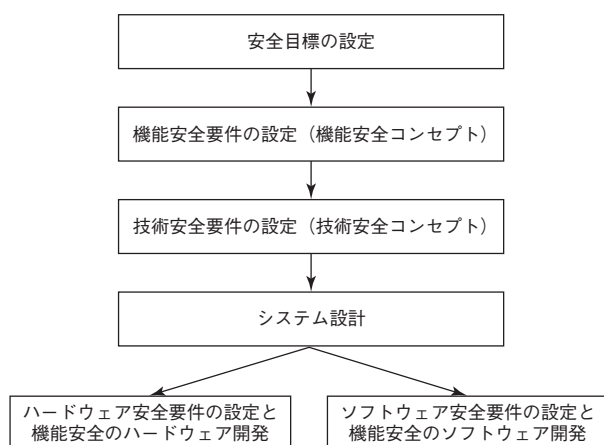 安全目標の設定
機能安全要件の設定（機能安全コンセプト）
技術安全要件の設定（技術安全コンセプト）
システム設計
ハードウェア安全要件の設定と
機能安全のハードウェア開発
ソフトウェア安全要件の設定と
機能安全のソフトウェア開発